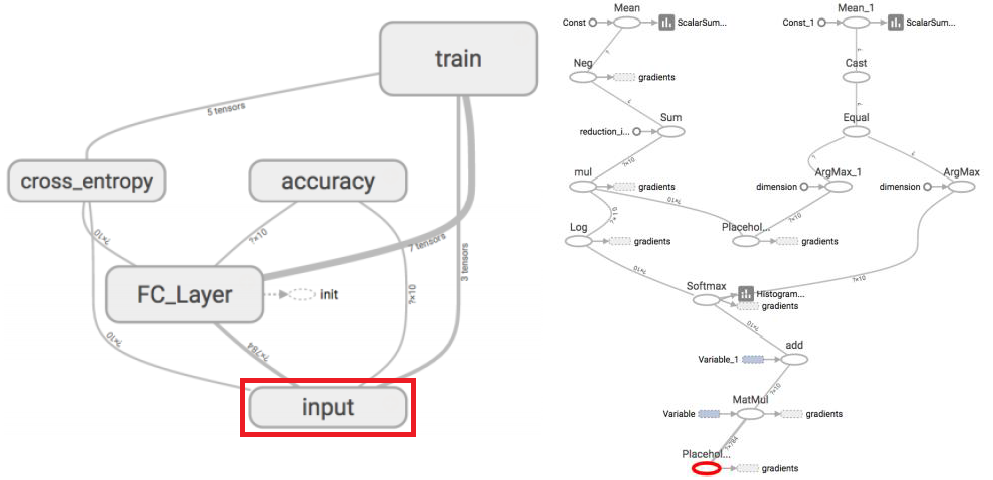 train
5 tensors
cross_entropy
accuracy
?×10
?×10
7 tensors
3 tensors
FC_Layer
init
?×10
?×10
?×784
input
Mean
Const
ScalarSum...
Mean_1
Const_1
ScalarSum...
Neg
gradients
Cast
Sum
reduction_i...
Equal
?×10
mul
gradients
dimension
ArgMax_1
dimension
ArgMax
?×10
?×10
?×10
Log
gradients
Placehol...
gradients
?×10
?×10
Softmax
Histogram...
gradients
?×10
add
Variable_1
?×10
MatMul
Variable
gradients
?×784
Placehol...
gradients